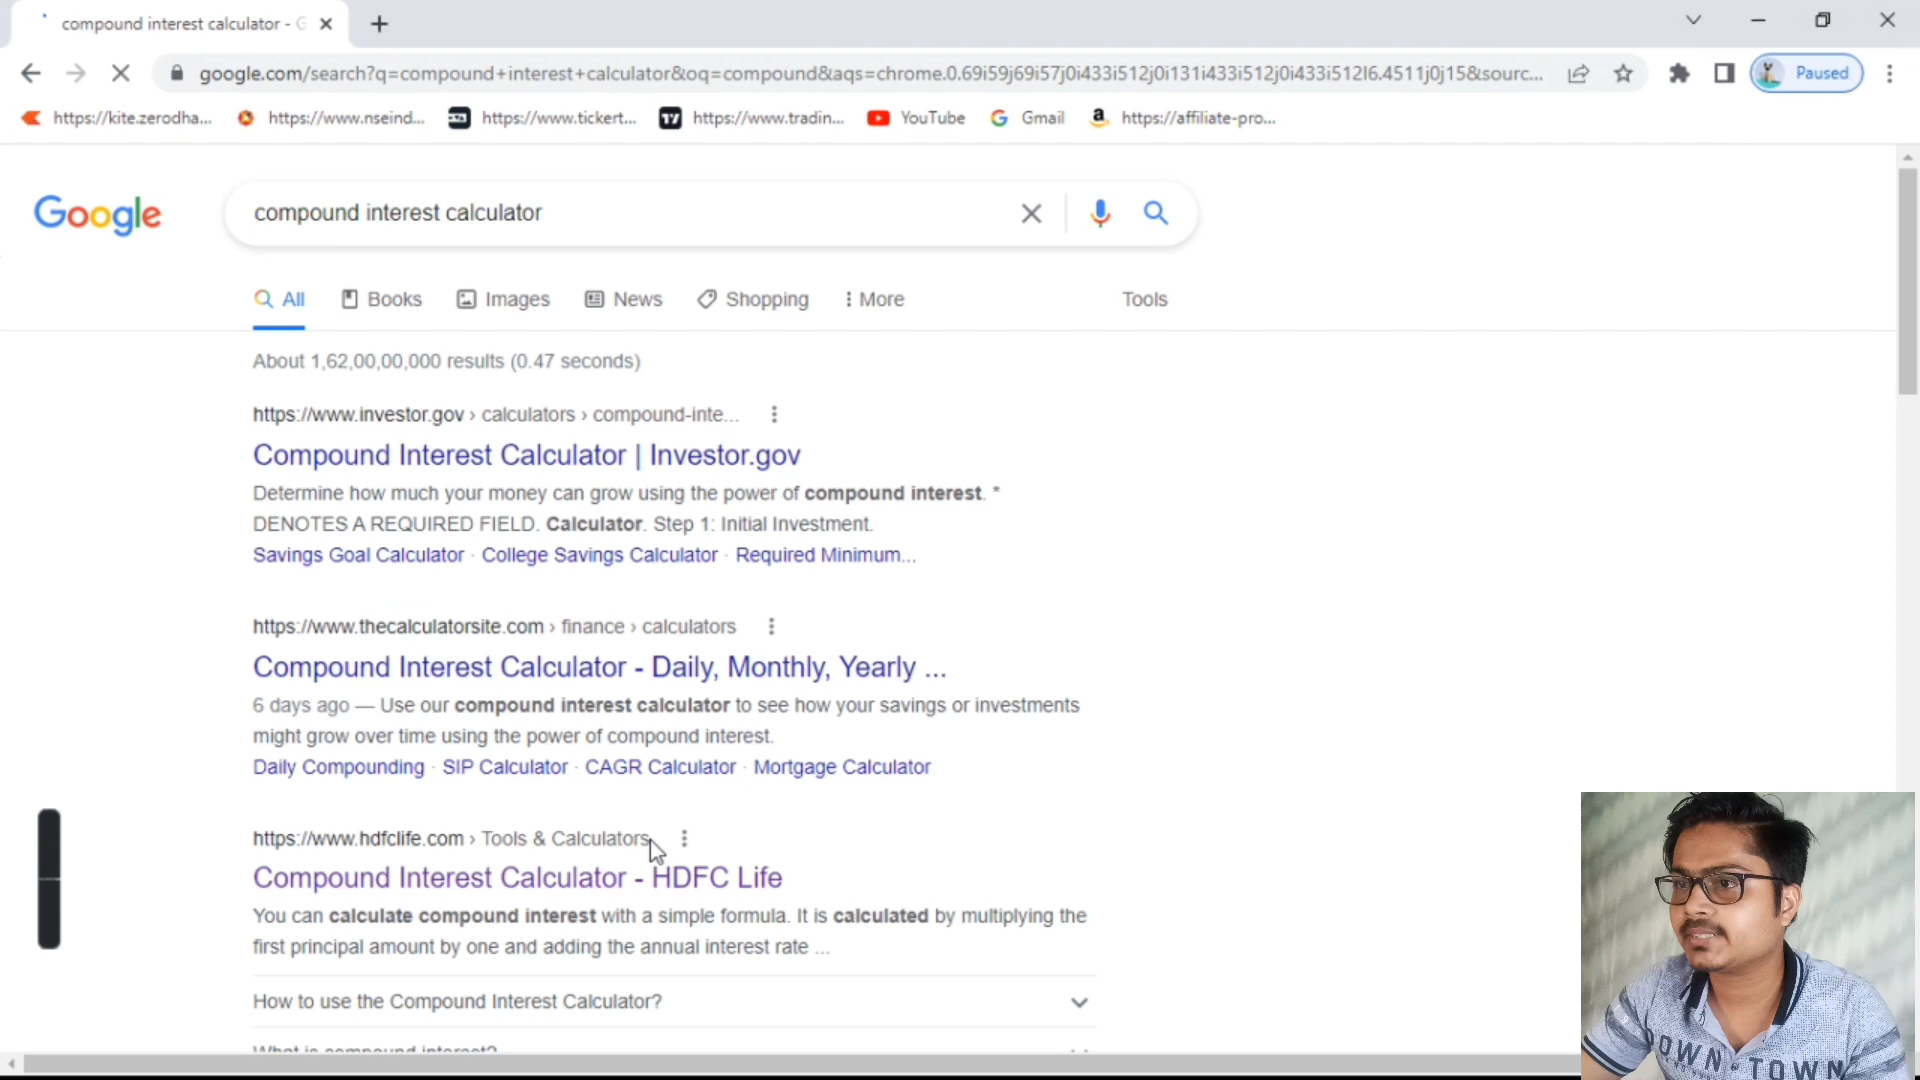 compound interest calculator - G
google.com/search?q=compound+interest+calculator&oq=compound&aqs=chrome.0.69i59j69i57j0i433i512j0i131i433i512j0i433i512l6.4511j0j15&sourc...
Paused
https://kite.zerodha...
https://www.nseind...
https://www.tickert...
https://www.tradin...
YouTube
Gmail
https://affiliate-pro...
Google
compound interest calculator
All
Books
Images
News
Shopping
More
Tools
About 1,62,00,00,000 results (0.47 seconds)
https://www.investor.gov › calculators › compound-inte...
Compound Interest Calculator | Investor.gov
Determine how much your money can grow using the power of compound interest. *
DENOTES A REQUIRED FIELD. Calculator. Step 1: Initial Investment.
Savings Goal Calculator · College Savings Calculator · Required Minimum...
https://www.thecalculatorsite.com › finance › calculators
Compound Interest Calculator - Daily, Monthly, Yearly ...
6 days ago — Use our compound interest calculator to see how your savings or investments
might grow over time using the power of compound interest.
Daily Compounding · SIP Calculator · CAGR Calculator · Mortgage Calculator
https://www.hdfclife.com › Tools & Calculators
Compound Interest Calculator - HDFC Life
You can calculate compound interest with a simple formula. It is calculated by multiplying the
first principal amount by one and adding the annual interest rate ...
How to use the Compound Interest Calculator?
What is compound interest?
DOWN TOWN